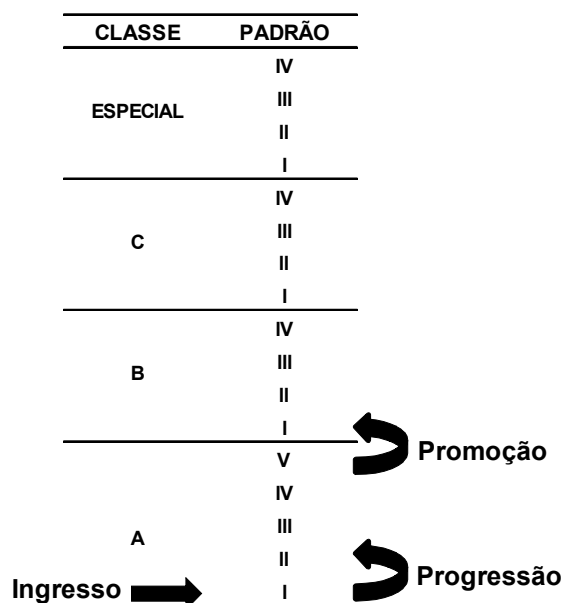 CLASSE PADRÃO
IV
III
ESPECIAL
II
I
IV
III
C
II
I
IV
III
B
II
I
Promoção
V
IV
III
A
II
Progressão
Ingresso I